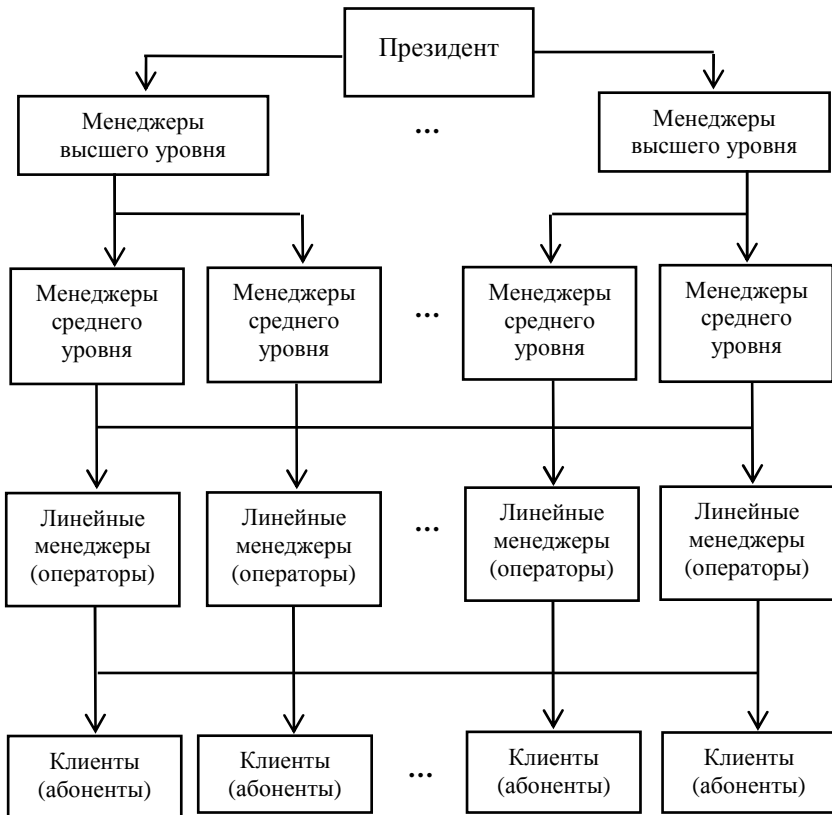 Президент
Менеджеры
высшего уровня
...
Менеджеры
высшего уровня
Менеджеры
среднего
уровня
Менеджеры
среднего
уровня
...
Менеджеры
среднего
уровня
Менеджеры
среднего
уровня
Линейные
менеджеры
(операторы)
Линейные
менеджеры
(операторы)
...
Линейные
менеджеры
(операторы)
Линейные
менеджеры
(операторы)
Клиенты
(абоненты)
Клиенты
(абоненты)
...
Клиенты
(абоненты)
Клиенты
(абоненты)